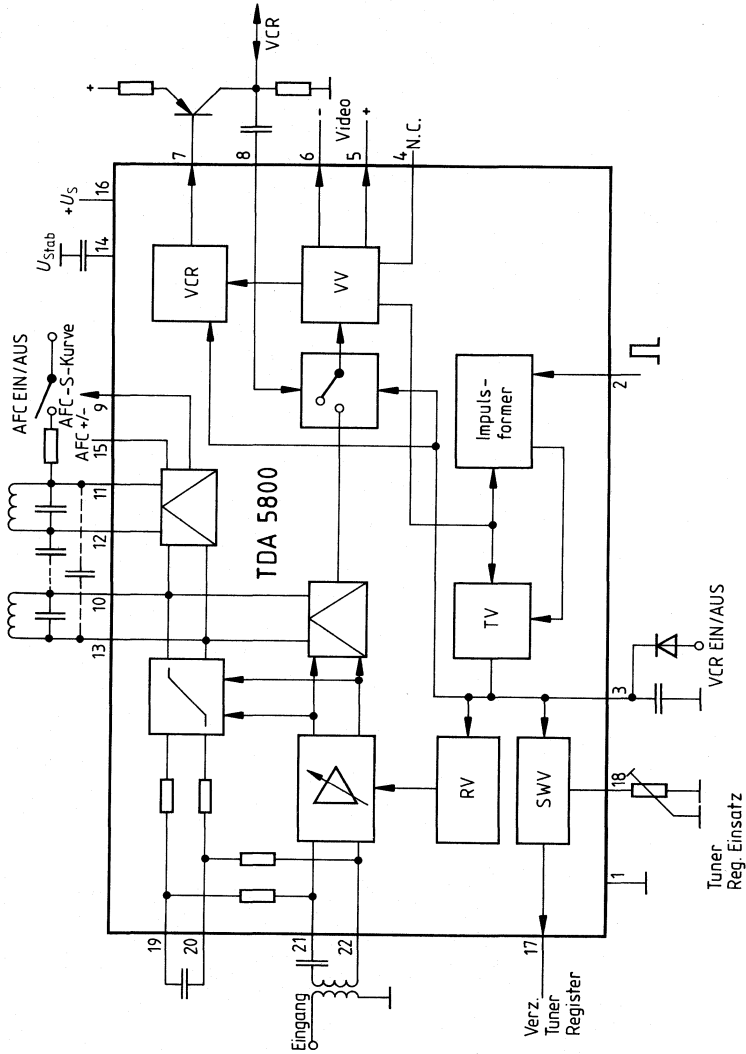 Eingang
19
20
21
22
17
Verz.
Tuner
Register
13
10
12
11
15
9
14
16
AFC EIN/AUS
AFC-S-Kurve
AFC +/-
UStab
+US
TDA 5800
VCR
VV
Impuls-
former
TV
RV
SWV
+
7
8
VCR
6
-
Video
5
+
4
N.C.
2
3
VCR EIN/AUS
18
Tuner
Reg. Einsatz
1